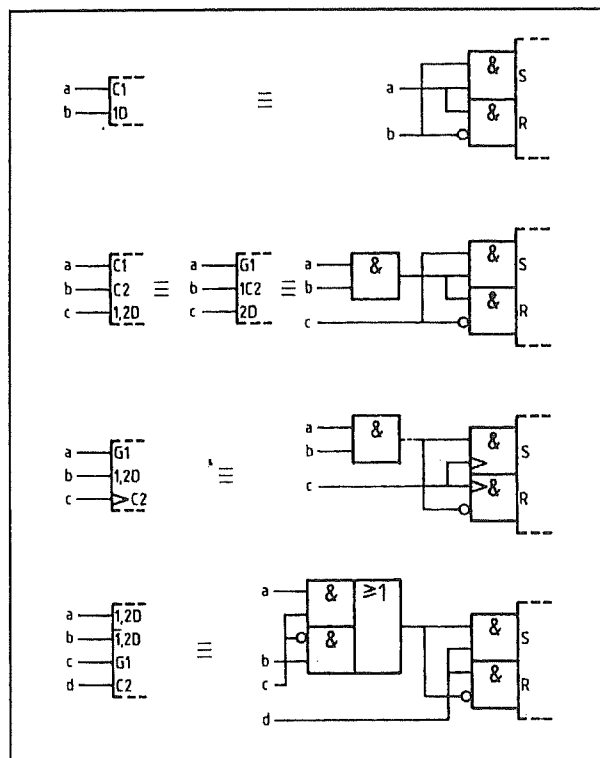 & S
a C1 ≡ a
b 1D & R
b
a C1 a G1 a & & S
b C2 ≡ b 1C2 ≡ b
c 1,2D c 2D c & R
a G1 a & & S
b 1,2D ≡ b
c C2 c & R
a & ≥1
a 1,2D & S
b 1̅,2D ≡ &
c G1 b & R
d C2 c
d